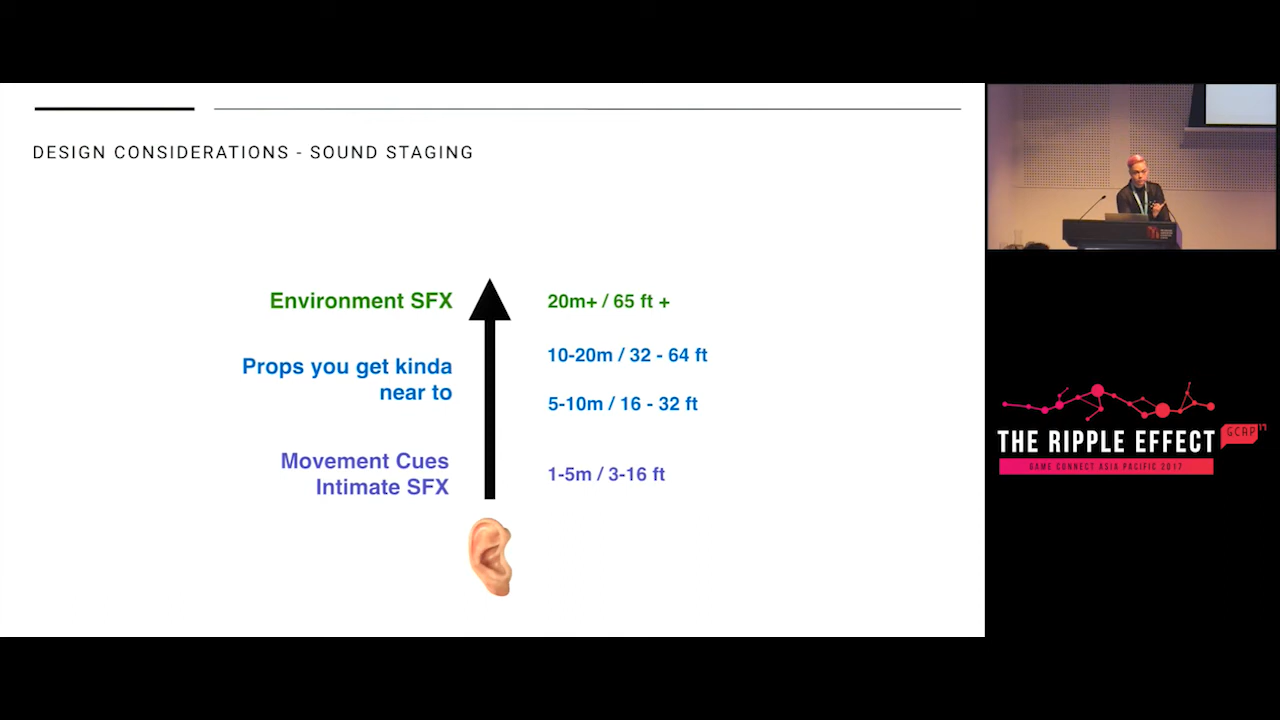 DESIGN CONSIDERATIONS - SOUND STAGING
Environment SFX
20m+ / 65 ft +
Props you get kinda
near to
10-20m / 32 - 64 ft
5-10m / 16 - 32 ft
Movement Cues
Intimate SFX
1-5m / 3-16 ft
THE RIPPLE EFFECT
GCAP 17
GAME CONNECT ASIA PACIFIC 2017